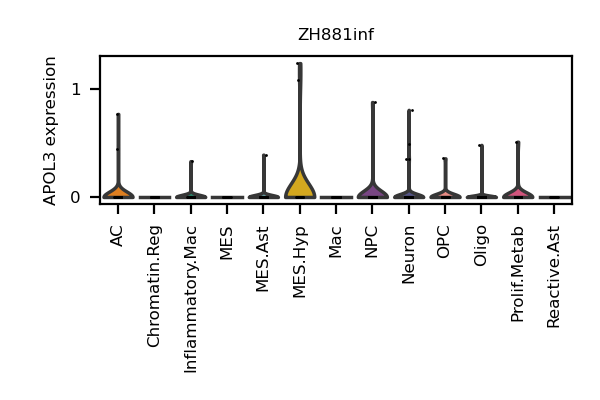 ZH881inf
APOL3 expression
1
0
AC
Chromatin.Reg
Inflammatory.Mac
MES
MES.Ast
MES.Hyp
Mac
NPC
Neuron
OPC
Oligo
Prolif.Metab
Reactive.Ast